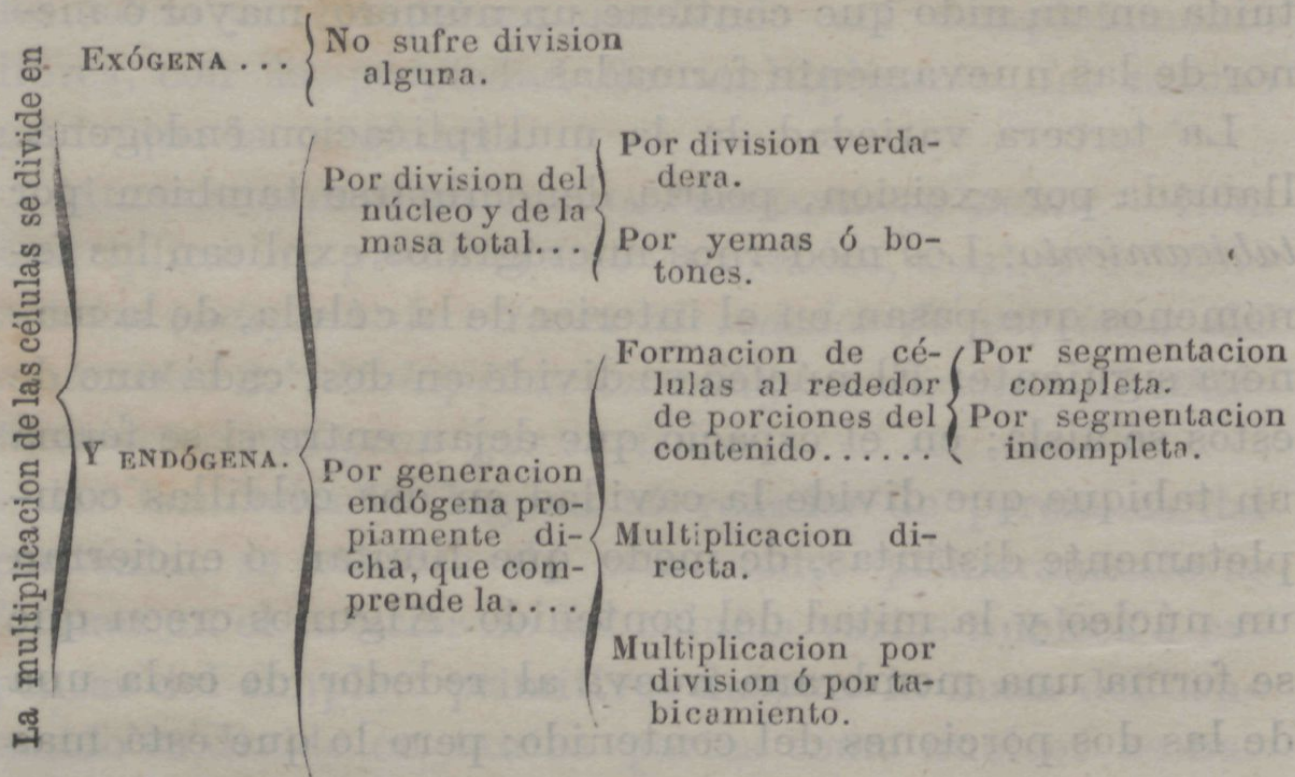 La multiplicacion de las células se divide en
EXÓGENA ...
No sufre division
alguna.
Y ENDÓGENA.
Por division del
núcleo y de la
masa total...
Por division verda-
dera.
Por yemas ó bo-
tones.
Por generacion
endógena pro-
piamente di-
cha, que com-
prende la....
Formacion de cé-
lulas al rededor
de porciones del
contenido......
Por segmentacion
completa.
Por segmentacion
incompleta.
Multiplicacion di-
recta.
Multiplicacion por
division ó por ta-
bicamiento.